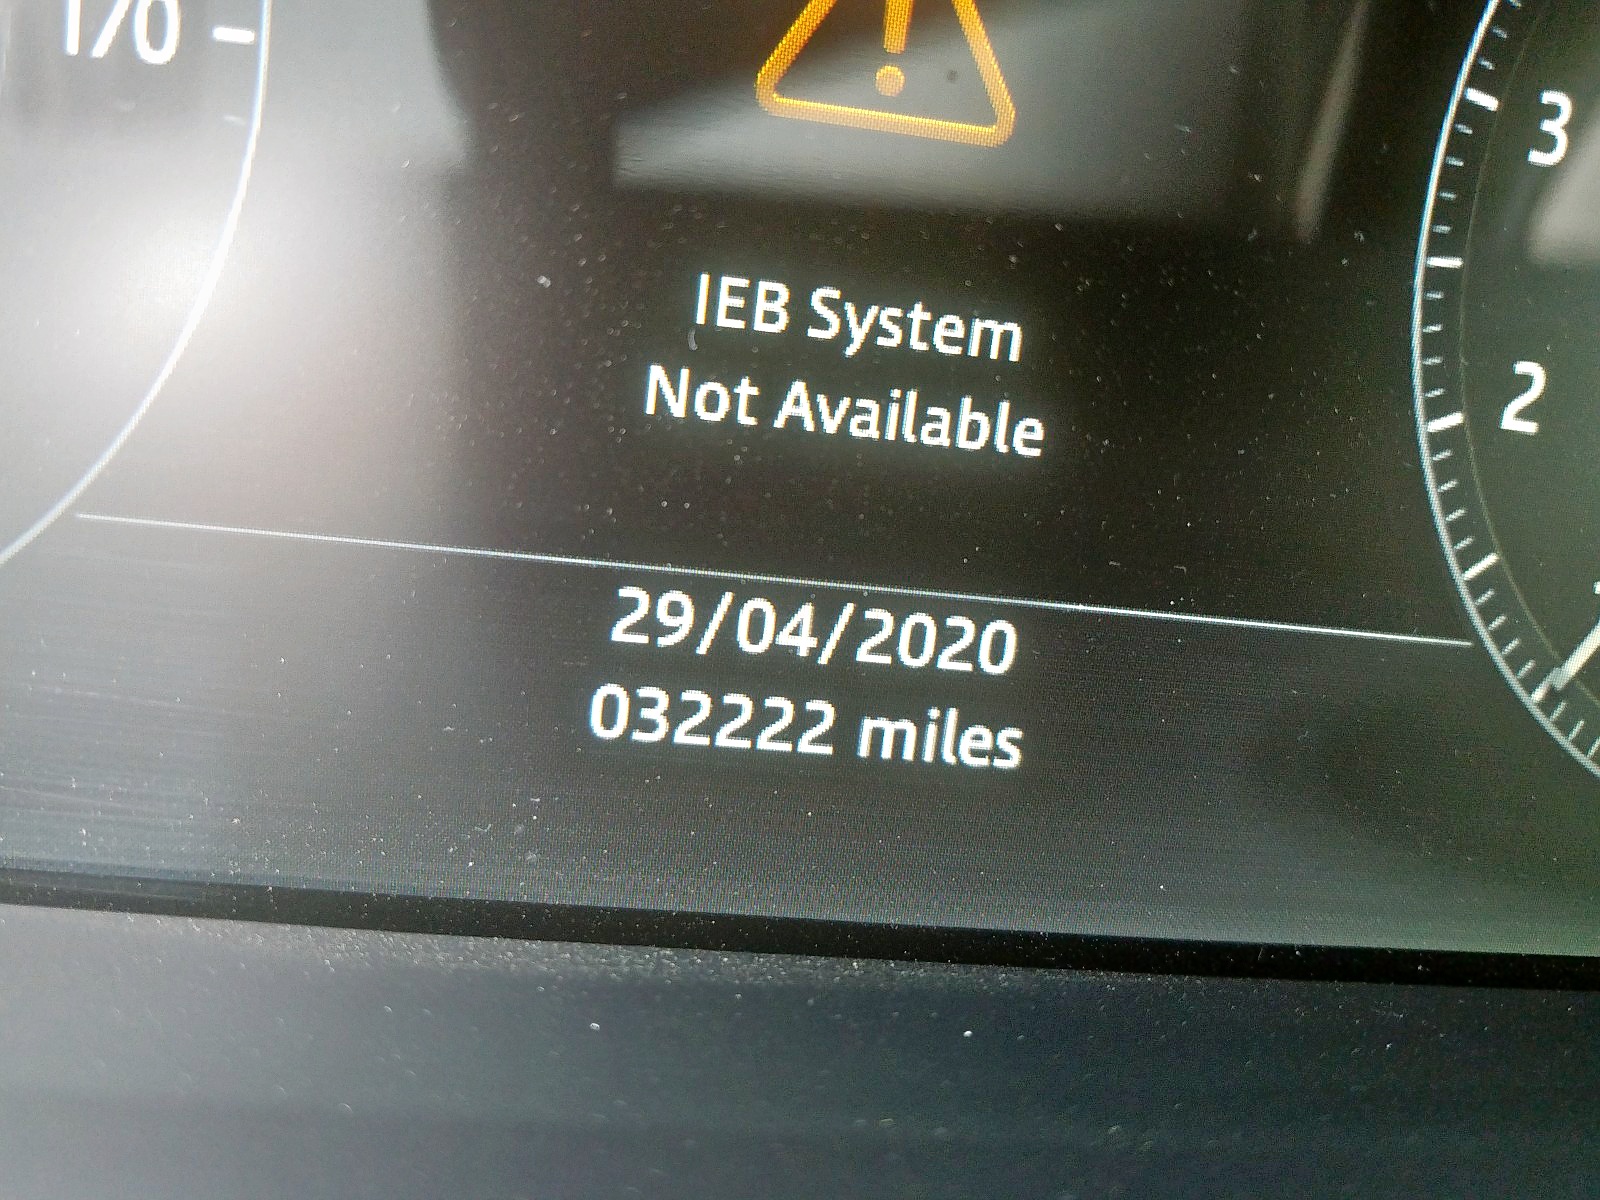 170
3
IEB System
Not Available
2
29/04/2020
032222 miles